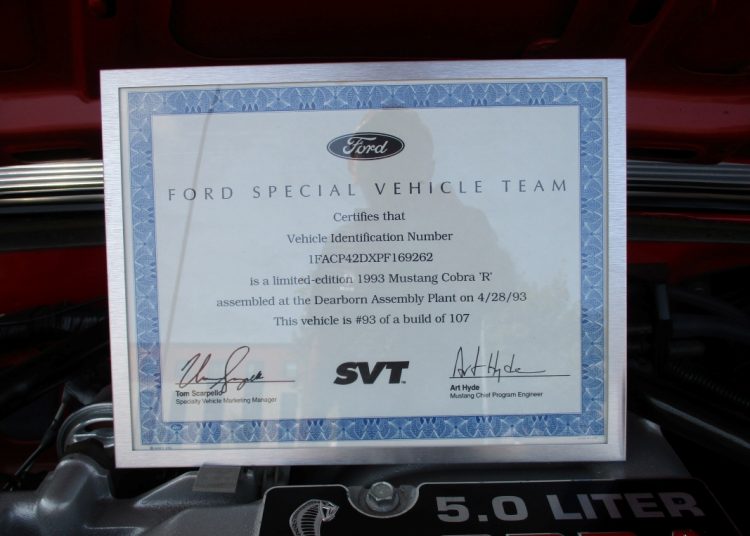 Ford
FORD SPECIAL VEHICLE TEAM
Certifies that
Vehicle Identification Number
1FACP42DXPF169262
is a limited-edition 1993 Mustang Cobra 'R'
assembled at the Dearborn Assembly Plant on 4/28/93
This vehicle is #93 of a build of 107
Tom Scarpello
Specialty Vehicle Marketing Manager
SVT
Art Hyde
Art Hyde
Mustang Chief Program Engineer
5.0 LITER